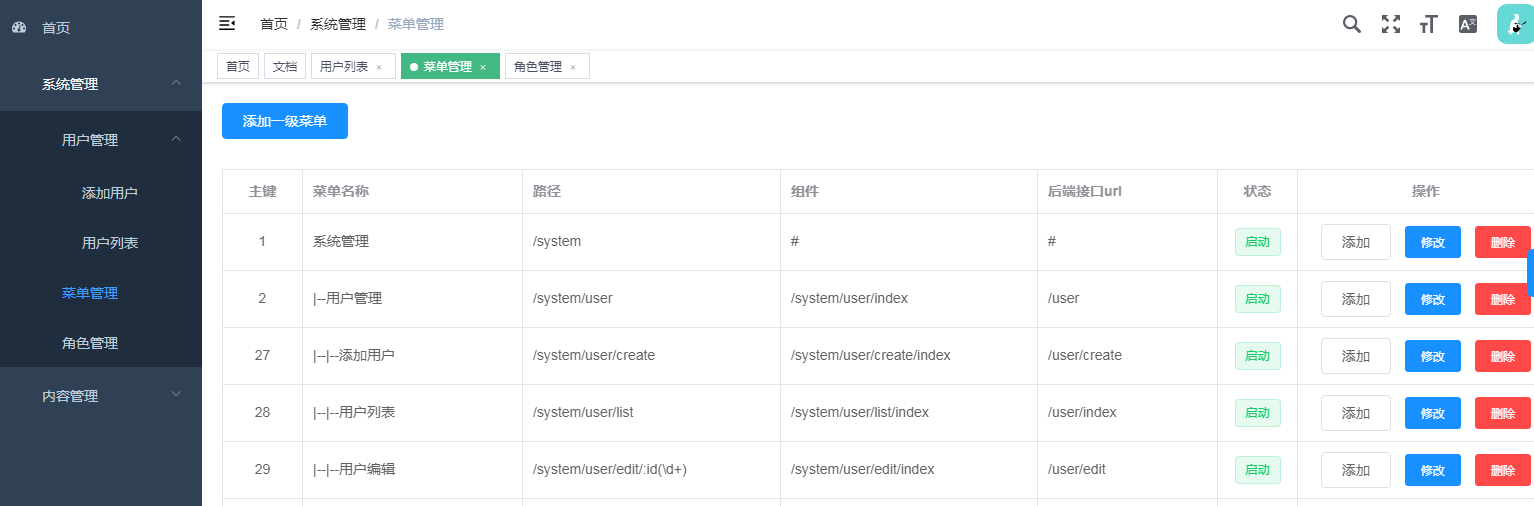 首页
系统管理
用户管理
添加用户
用户列表
菜单管理
角色管理
内容管理
首页 / 系统管理 / 菜单管理
首页 文档 用户列表 × 菜单管理 × 角色管理 ×
添加一级菜单
主键 菜单名称 路径 组件 后端接口url 状态 操作
1 系统管理 /system # # 启动 添加 修改 删除
2 |--用户管理 /system/user /system/user/index /user 启动 添加 修改 删除
27 |--|--添加用户 /system/user/create /system/user/create/index /user/create 启动 添加 修改 删除
28 |--|--用户列表 /system/user/list /system/user/list/index /user/index 启动 添加 修改 删除
29 |--|--用户编辑 /system/user/edit/:id(\d+) /system/user/edit/index /user/edit 启动 添加 修改 删除